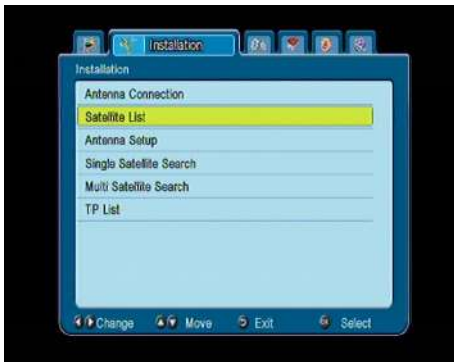 Installation
Installation
Antenna Connection
Satellite List
Antenna Setup
Single Satellite Search
Multi Satellite Search
TP List
Change Move Exit Select